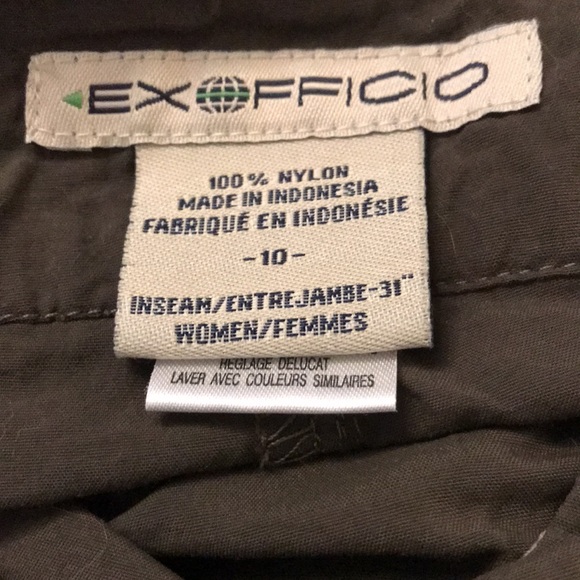 EXOFFICIO
100% NYLON
MADE IN INDONESIA
FABRIQUÉ EN INDONÉSIE
-10-
INSEAM/ENTREJAMBE-31"
WOMEN/FEMMES
REGLAGE DELUCAT
LAVER AVEC COULEURS SIMILAIRES